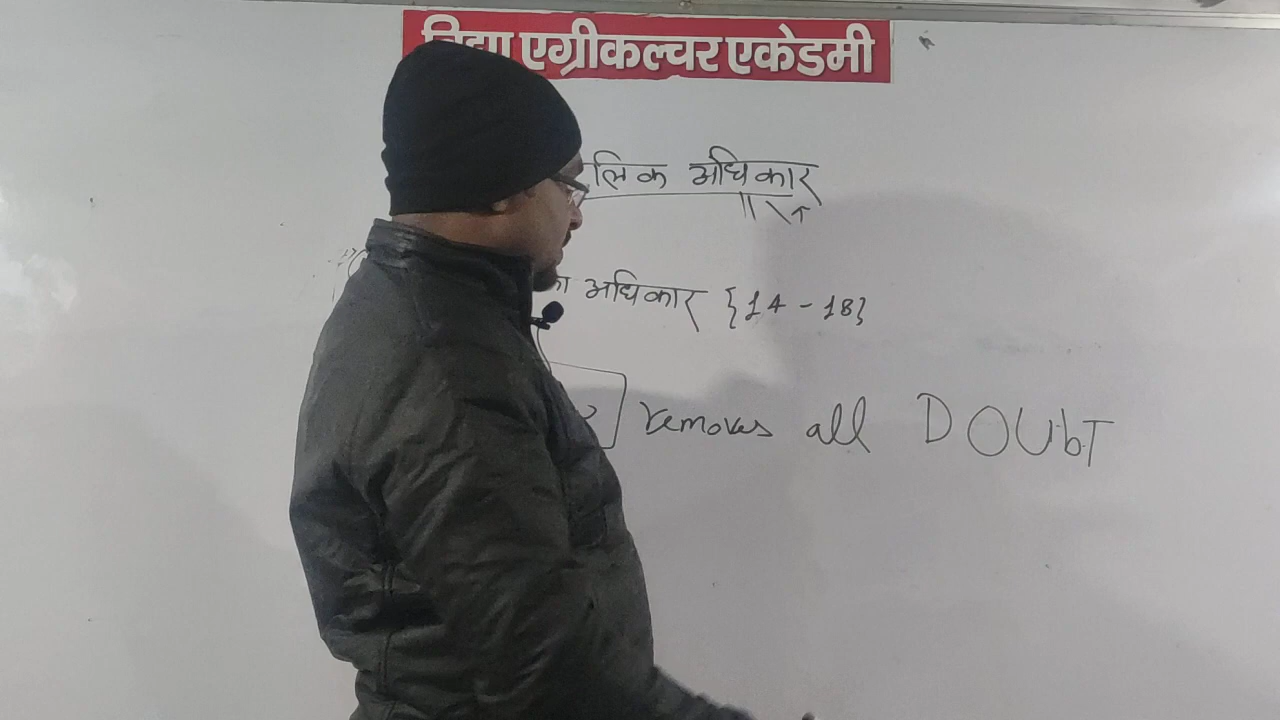 एग्रीकल्चर एकेडमी
अधिकार
अधिकार {14 - 18}
removes all DOUbT